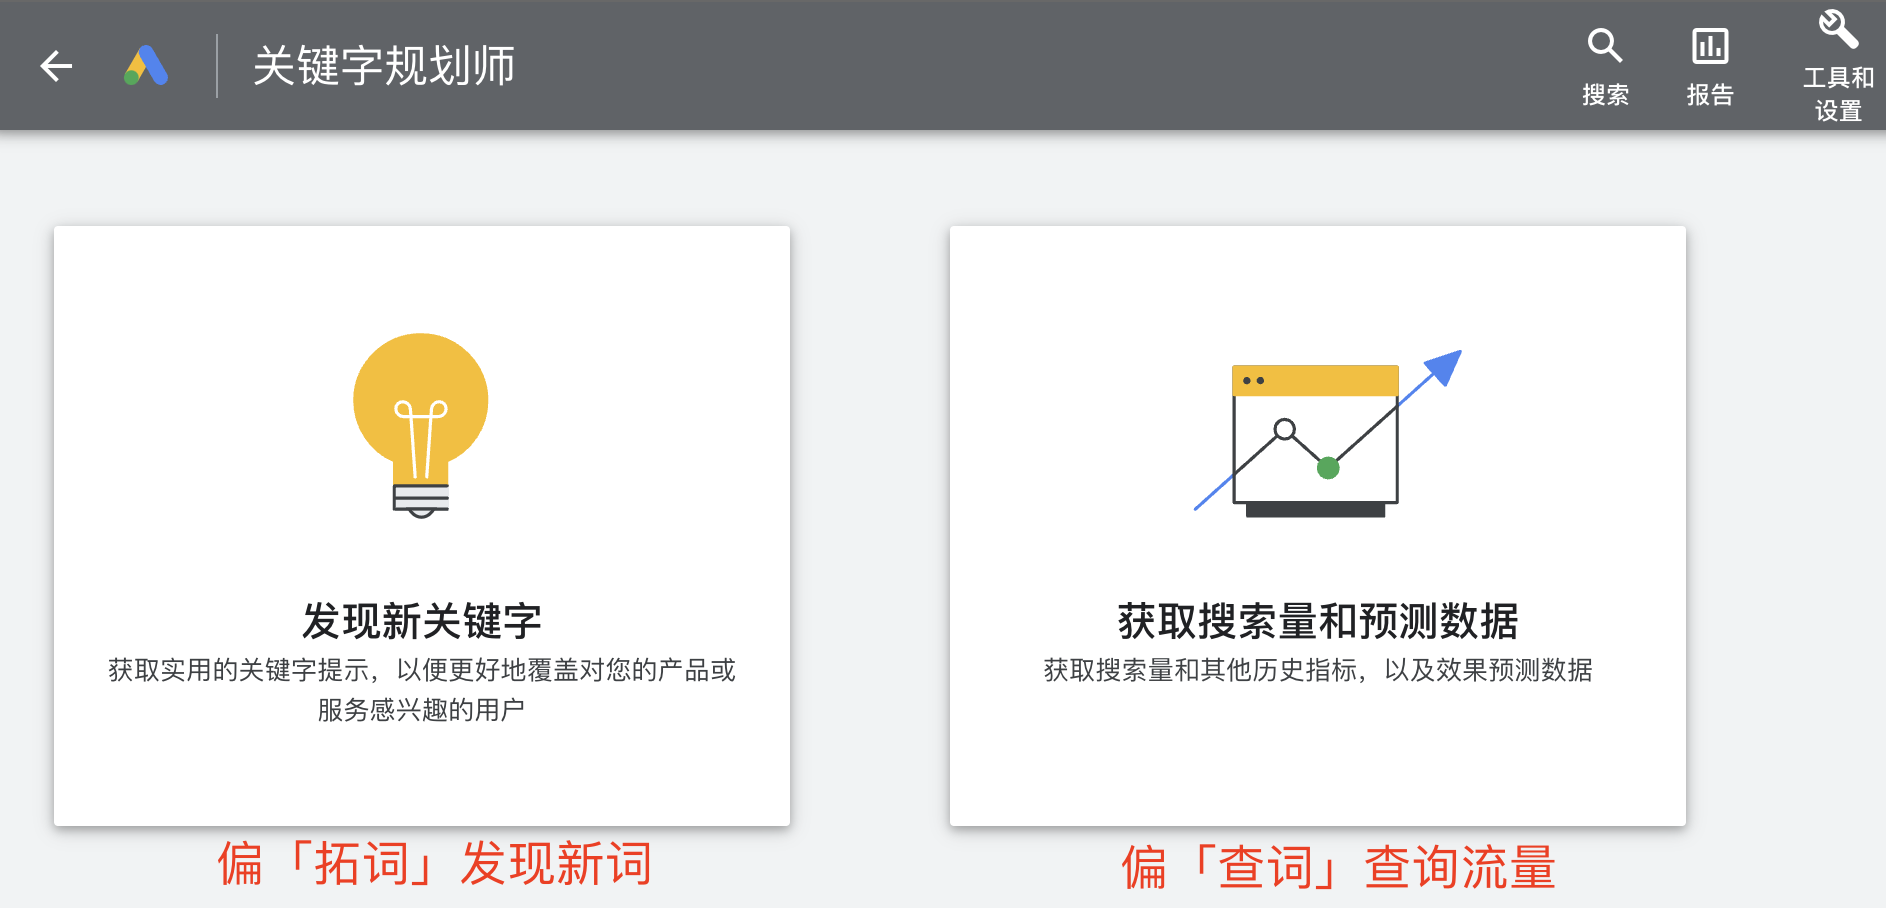 关键字规划师
搜索
报告
工具和
设置
发现新关键字
获取实用的关键字提示，以便更好地覆盖对您的产品或
服务感兴趣的用户
获取搜索量和预测数据
获取搜索量和其他历史指标，以及效果预测数据
偏「拓词」发现新词
偏「查词」查询流量